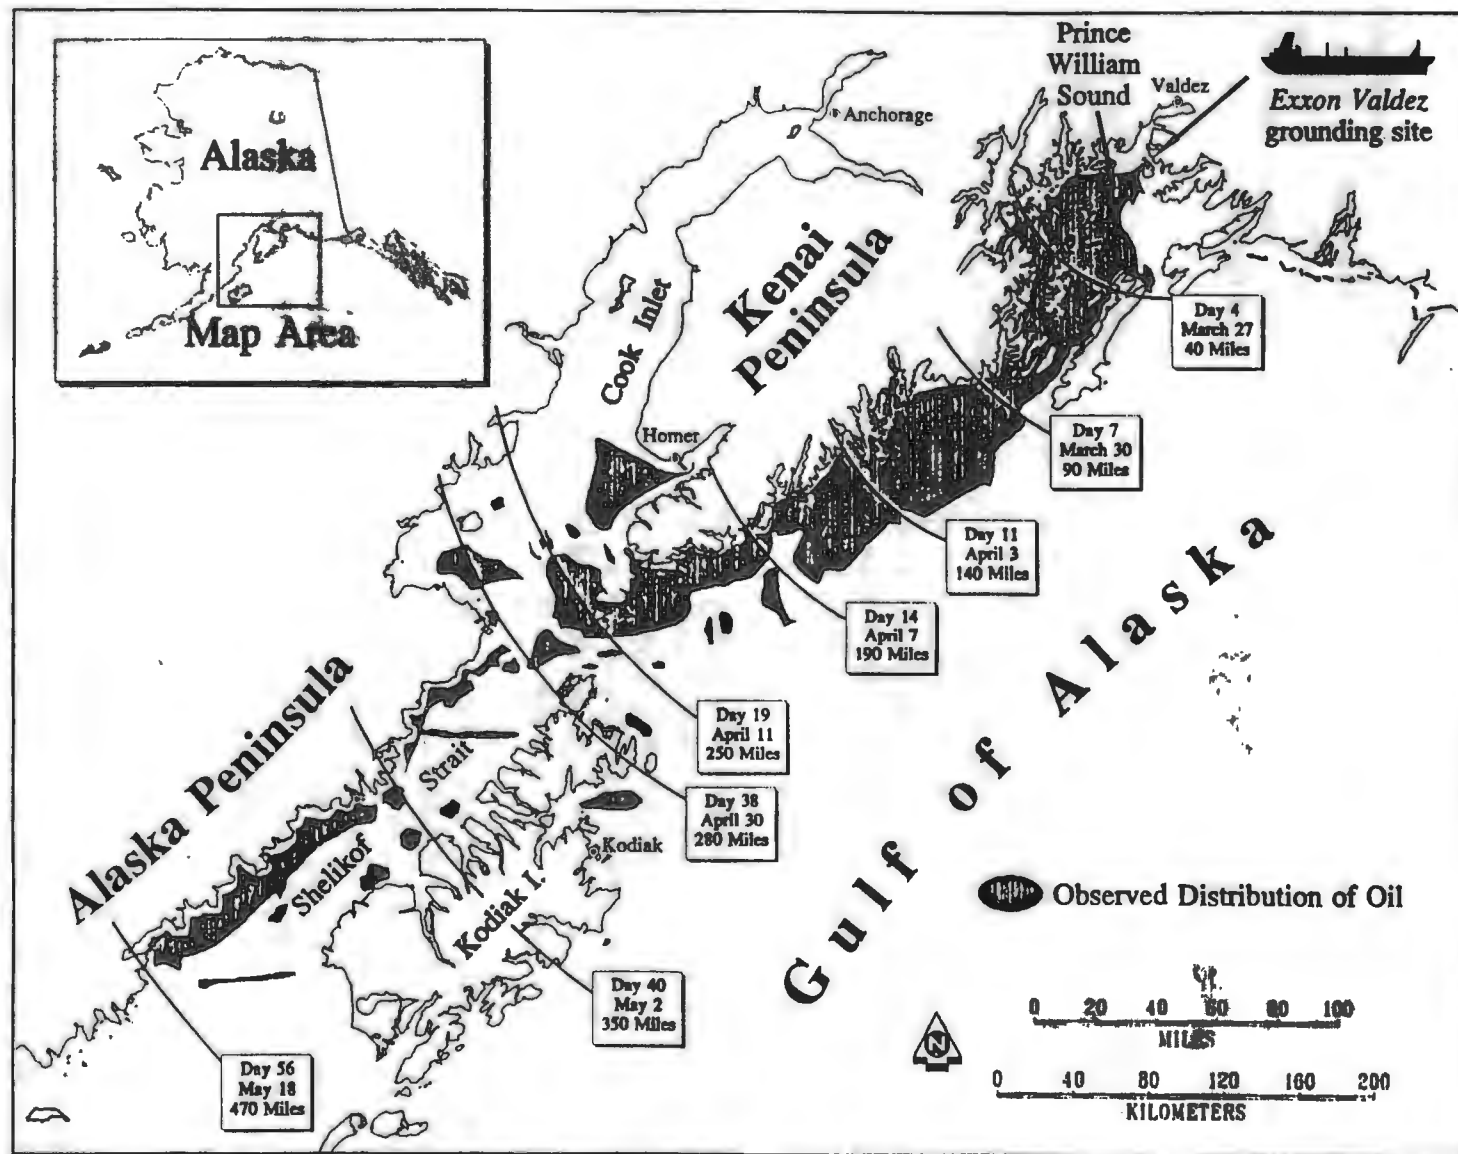 Alaska
Map Area
Prince
William
Sound
Valdez
Exxon Valdez
grounding site
Anchorage
Kenai
Peninsula
Cook Inlet
Homer
Day 4
March 27
40 Miles
Day 7
March 30
90 Miles
Day 11
April 3
140 Miles
Day 14
April 7
190 Miles
Day 19
April 11
250 Miles
Day 38
April 30
280 Miles
Day 40
May 2
350 Miles
Day 56
May 18
470 Miles
Alaska Peninsula
Shelikof
Strait
Kodiak I.
Kodiak
Gulf of Alaska
Observed Distribution of Oil
0 20 40 60 80 100
MILES
N
0 40 80 120 160 200
KILOMETERS